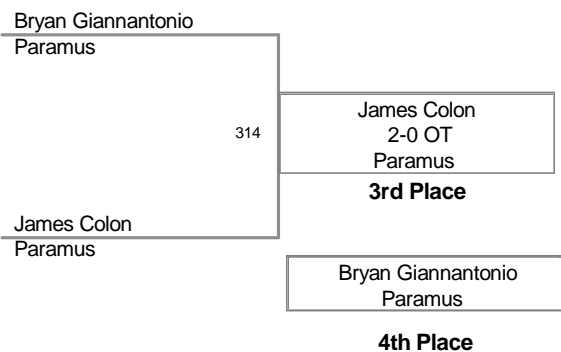 Bryan Giannantonio
Paramus
314
James Colon
2-0 OT
Paramus
3rd Place
James Colon
Paramus
Bryan Giannantonio
Paramus
4th Place